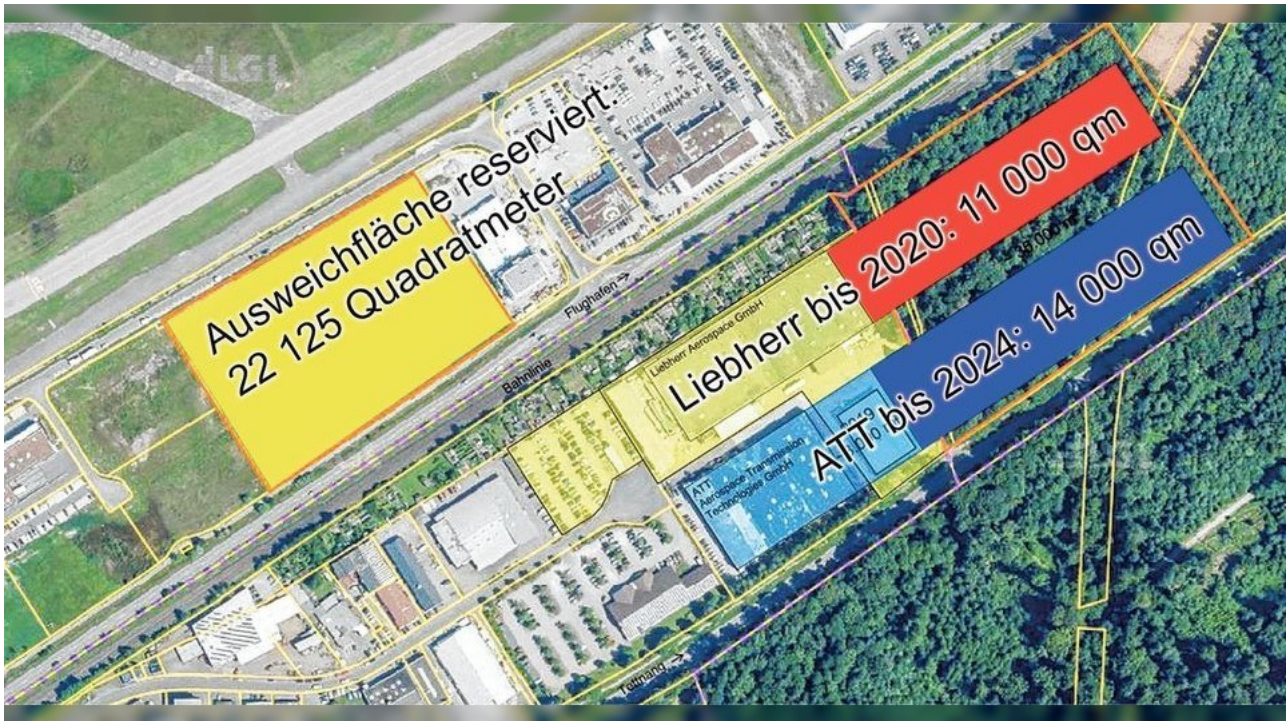 LGL
Ausweichfläche reserviert:
22 125 Quadratmeter
Flughafen →
Bahnlinie
Liebherr Aerospace GmbH
Liebherr bis 2020: 11 000 qm
ATT bis 2024: 14 000 qm
ATT
Aerospace Transmission
Technologies GmbH
Tettnang →